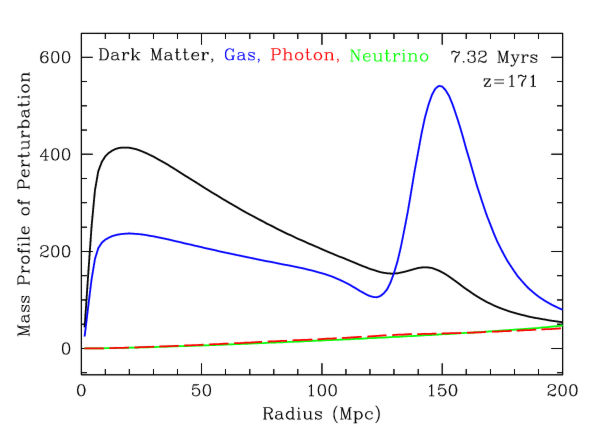 Dark Matter, Gas, Photon, Neutrino 7.32 Myrs
z=171
600
400
200
0
Mass Profile of Perturbation
0 50 100 150 200
Radius (Mpc)